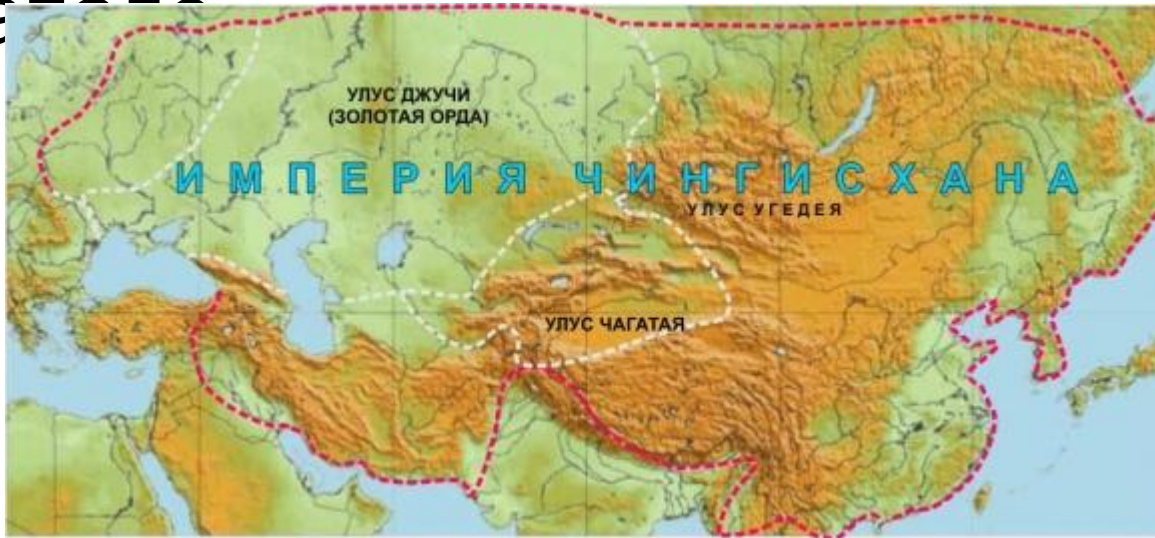 УЛУС ДЖУЧИ
(ЗОЛОТАЯ ОРДА)
ИМПЕРИЯ ЧИНГИСХАНА
УЛУС УГЕДЕЯ
УЛУС ЧАГАТАЯ